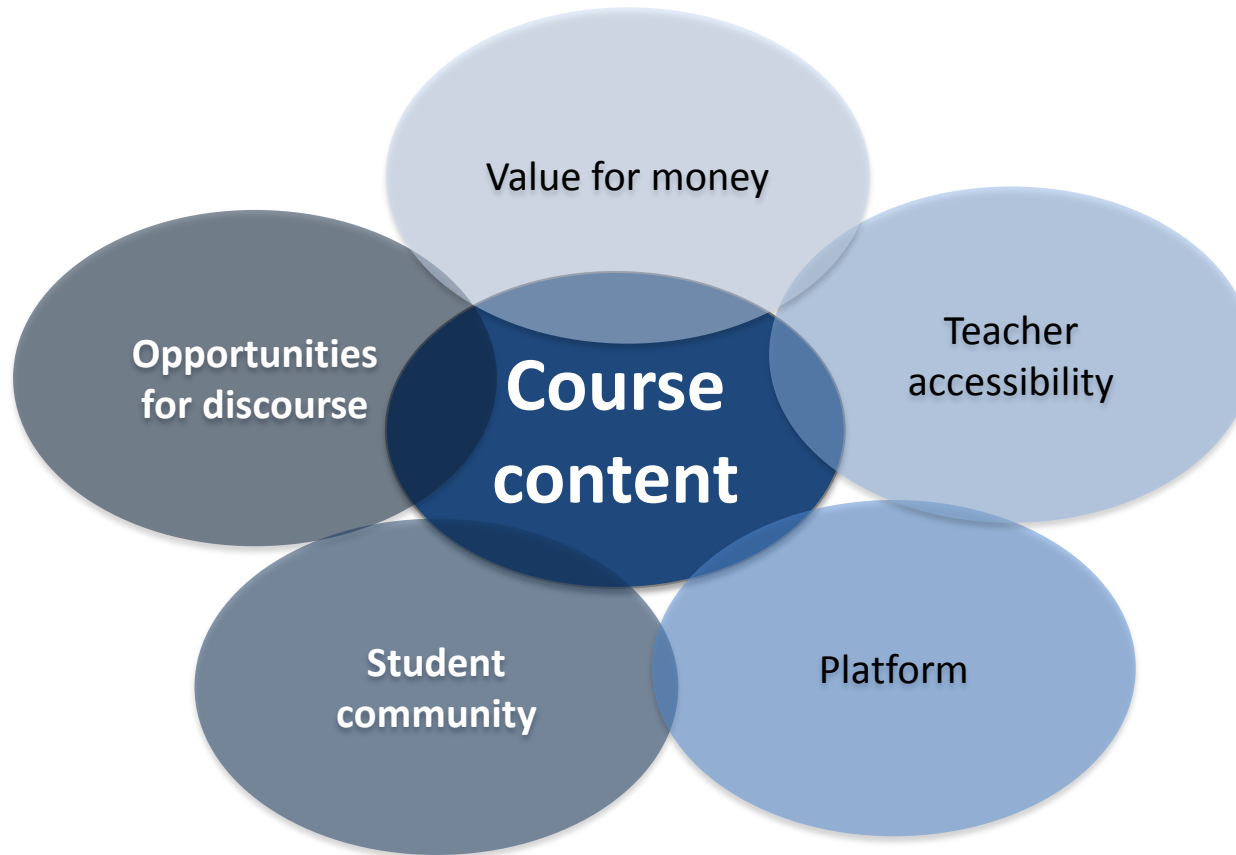 Value for money
Teacher
accessibility
Opportunities
for discourse
Course
content
Student
community
Platform